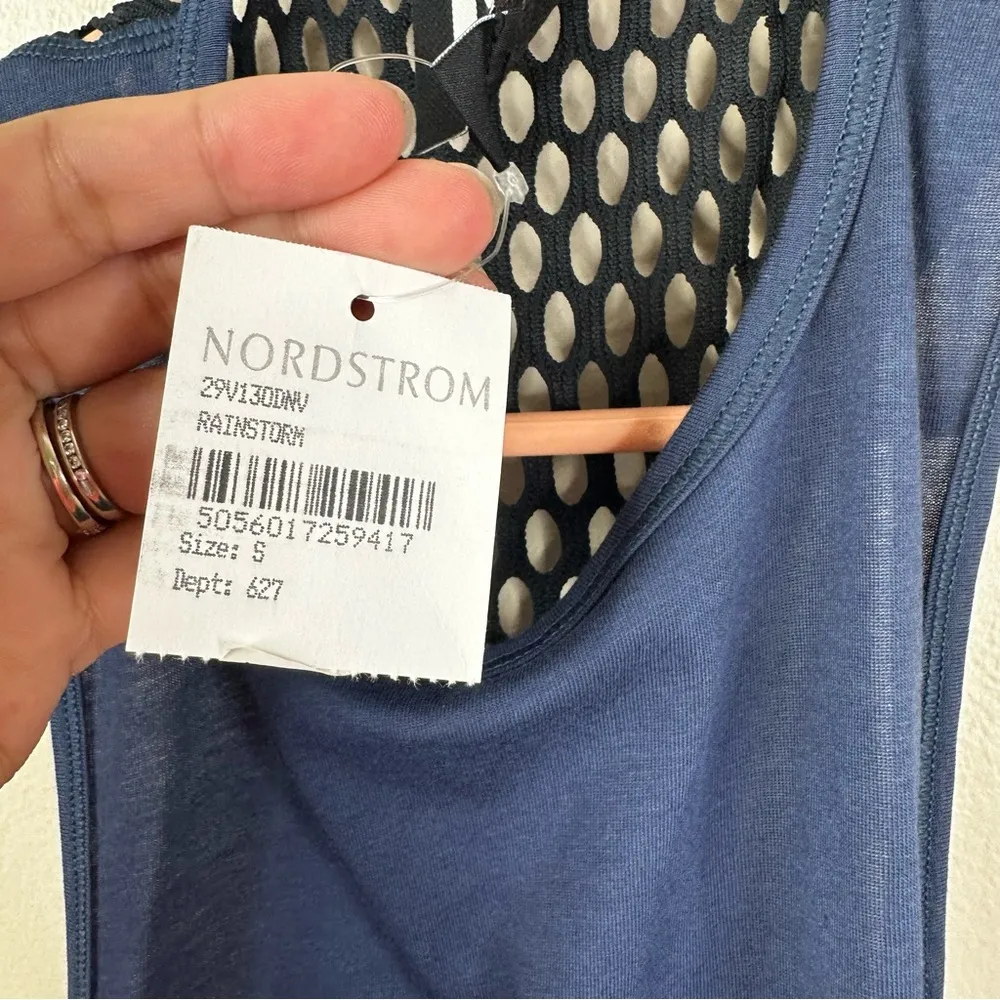 NORDSTROM
29V130DNV
RAINSTORM
5056017259417
Size: S
Dept: 627